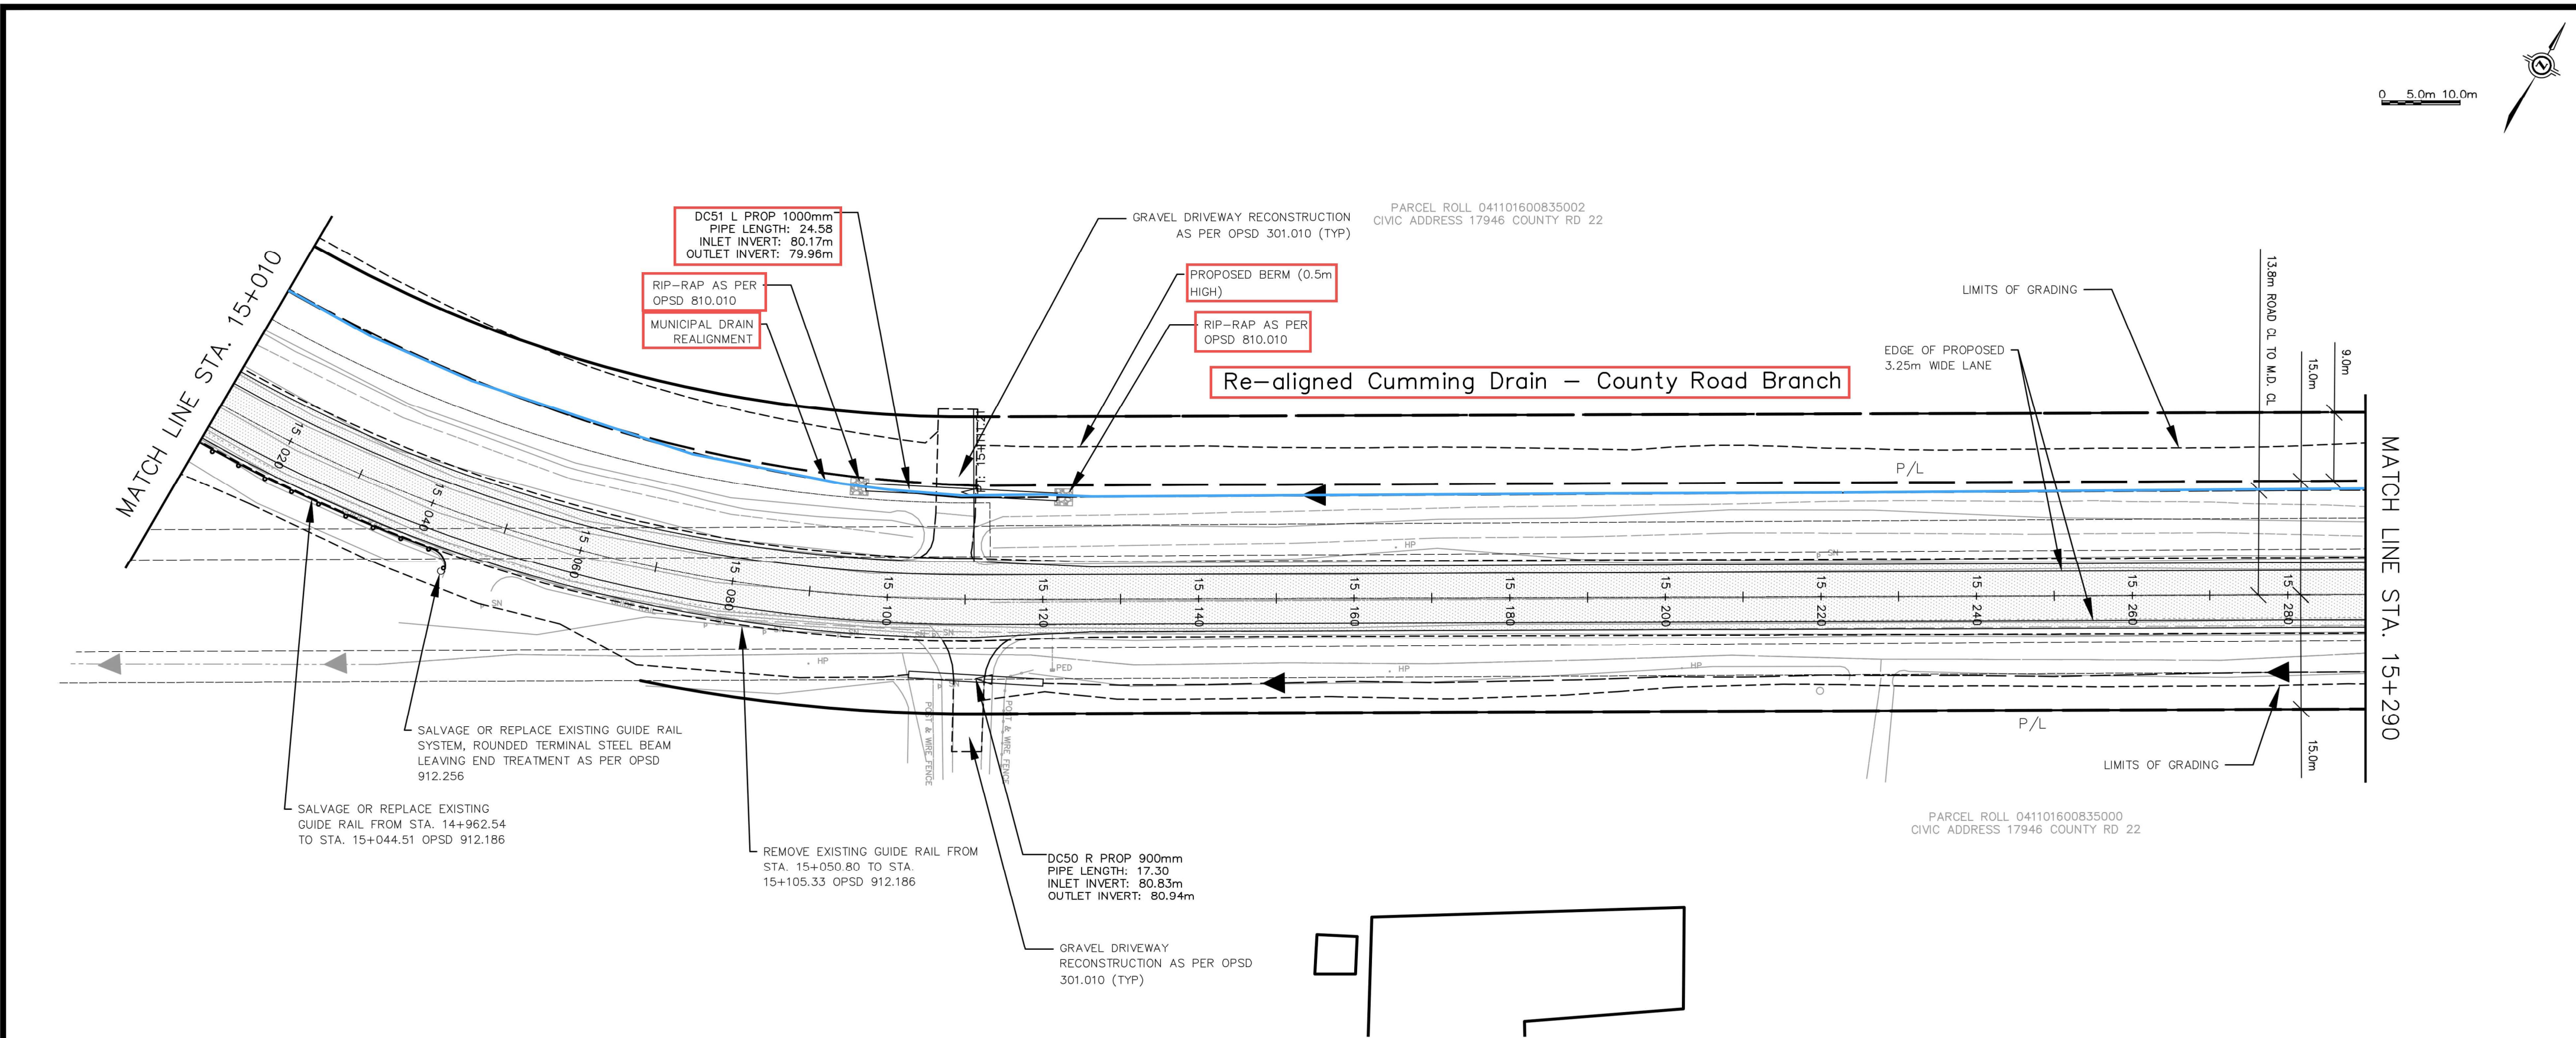 0 5.0m 10.0m
DC51 L PROP 1000mm
PIPE LENGTH: 24.58
INLET INVERT: 80.17m
OUTLET INVERT: 79.96m
RIP-RAP AS PER
OPSD 810.010
MUNICIPAL DRAIN
REALIGNMENT
GRAVEL DRIVEWAY RECONSTRUCTION
AS PER OPSD 301.010 (TYP)
PARCEL ROLL 041101600835002
CIVIC ADDRESS 17946 COUNTY RD 22
PROPOSED BERM (0.5m
HIGH)
RIP-RAP AS PER
OPSD 810.010
Re-aligned Cumming Drain - County Road Branch
LIMITS OF GRADING
EDGE OF PROPOSED
3.25m WIDE LANE
13.8m ROAD CL TO M.D. CL
15.0m
9.0m
MATCH LINE STA. 15+010
MATCH LINE STA. 15+290
P/L
HP
SN
15+020
15+040
15+060
15+080
15+100
15+120
15+140
15+160
15+180
15+200
15+220
15+240
15+260
15+280
SN
SN
SN
HP
SN
PED
HP
HP
POST & WIRE FENCE
POST & WIRE FENCE
P/L
15.0m
LIMITS OF GRADING
SALVAGE OR REPLACE EXISTING GUIDE RAIL
SYSTEM, ROUNDED TERMINAL STEEL BEAM
LEAVING END TREATMENT AS PER OPSD
912.256
SALVAGE OR REPLACE EXISTING
GUIDE RAIL FROM STA. 14+962.54
TO STA. 15+044.51 OPSD 912.186
REMOVE EXISTING GUIDE RAIL FROM
STA. 15+050.80 TO STA.
15+105.33 OPSD 912.186
DC50 R PROP 900mm
PIPE LENGTH: 17.30
INLET INVERT: 80.83m
OUTLET INVERT: 80.94m
GRAVEL DRIVEWAY
RECONSTRUCTION AS PER OPSD
301.010 (TYP)
PARCEL ROLL 041101600835000
CIVIC ADDRESS 17946 COUNTY RD 22